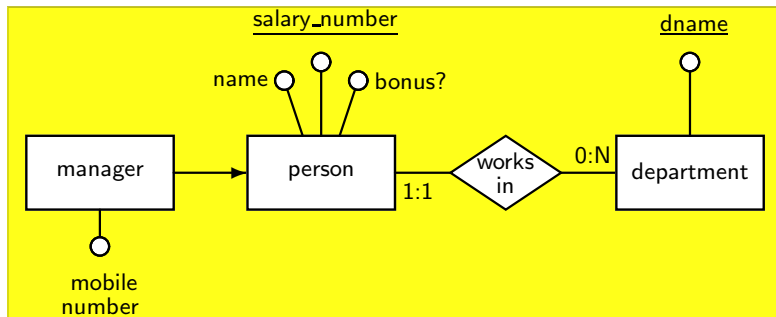 salary_number
dname
name
bonus?
manager
person
works
in
department
1:1
0:N
mobile
number